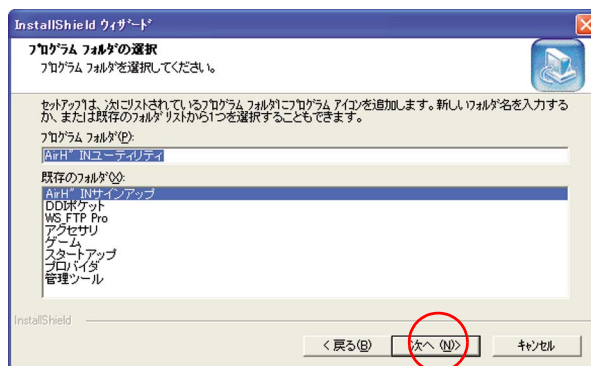 InstallShield ウィザード
プログラム フォルダの選択
プログラム フォルダを選択してください。
セットアップは、次にリストされているプログラム フォルダにプログラム アイコンを追加します。新しいフォルダ名を入力する
か、または既存のフォルダ リストから1つを選択することもできます。
プログラム フォルダ(P):
AirH" INユーティリティ
既存のフォルダ(X):
AirH" INサインアップ
DDIポケット
WS_FTP Pro
アクセサリ
ゲーム
スタートアップ
プロバイダ
管理ツール
InstallShield
< 戻る(B)
次へ (N)>
キャンセル